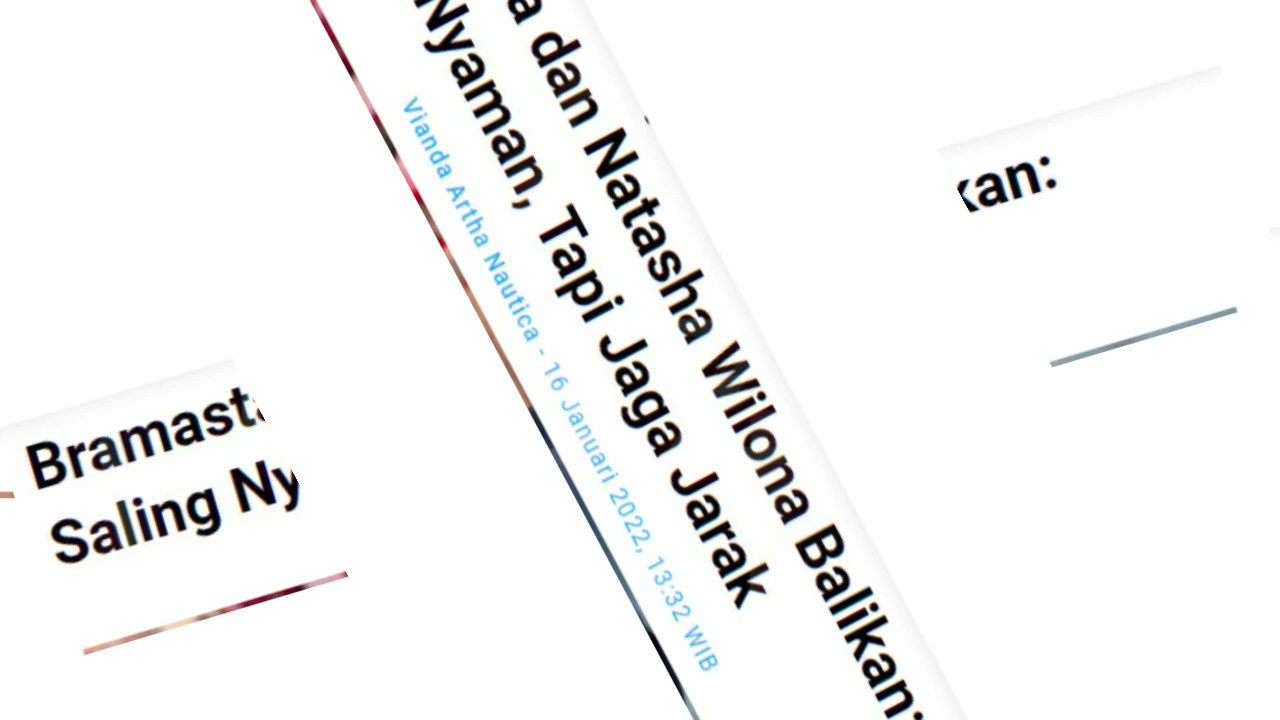 Bramast
Saling Ny
a dan Natasha Wilona Balikan:
Nyaman, Tapi Jaga Jarak
Vianda Artha Nautica - 16 Januari 2022, 13:32 WIB
kan: